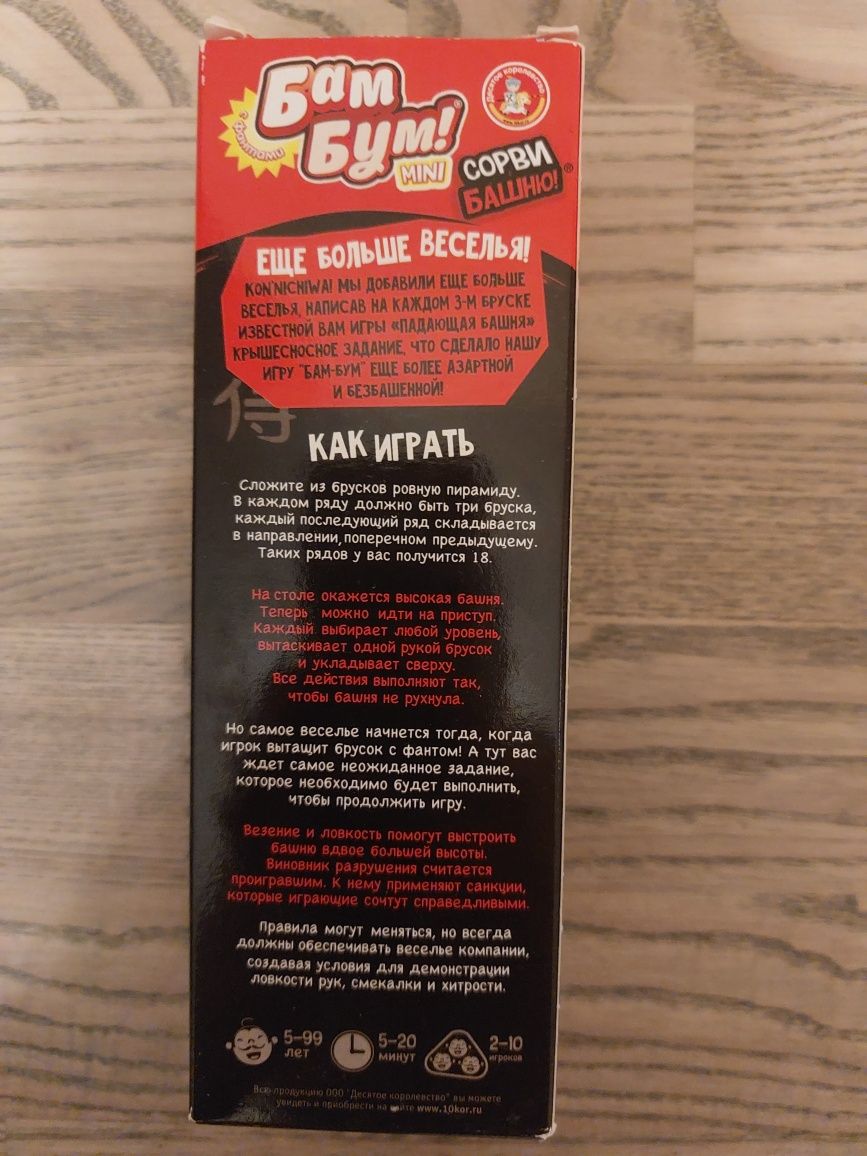 с фантами
Бам
Бум!®
MINI
Десятое королевство
www.10kor.ru
СОРВИ
БАШНЮ!®
ЕЩЕ БОЛЬШЕ ВЕСЕЛЬЯ!
KON'NICHIWA! МЫ ДОБАВИЛИ ЕЩЕ БОЛЬШЕ
ВЕСЕЛЬЯ, НАПИСАВ НА КАЖДОМ 3-М БРУСКЕ
ИЗВЕСТНОЙ ВАМ ИГРЫ «ПАДАЮЩАЯ БАШНЯ»
КРЫШЕСНОСНОЕ ЗАДАНИЕ, ЧТО СДЕЛАЛО НАШУ
ИГРУ "БАМ-БУМ" ЕЩЕ БОЛЕЕ АЗАРТНОЙ
И БЕЗБАШЕННОЙ!
侍
КАК ИГРАТЬ
Сложите из брусков ровную пирамиду.
В каждом ряду должно быть три бруска,
каждый последующий ряд складывается
в направлении, поперечном предыдущему.
Таких рядов у вас получится 18.
На столе окажется высокая башня.
Теперь можно идти на приступ.
Каждый выбирает любой уровень,
вытаскивает одной рукой брусок
и укладывает сверху.
Все действия выполняют так,
чтобы башня не рухнула.
Но самое веселье начнется тогда, когда
игрок вытащит брусок с фантом! А тут вас
ждет самое неожиданное задание,
которое необходимо будет выполнить,
чтобы продолжить игру.
Везение и ловкость помогут выстроить
башню вдвое большей высоты.
Виновник разрушения считается
проигравшим. К нему применяют санкции,
которые играющие сочтут справедливыми.
Правила могут меняться, но всегда
должны обеспечивать веселье компании,
создавая условия для демонстрации
ловкости рук, смекалки и хитрости.
5-99
лет
5-20
минут
2-10
игроков
Всю продукцию ООО "Десятое королевство" вы можете
увидеть и приобрести на сайте www.10kor.ru